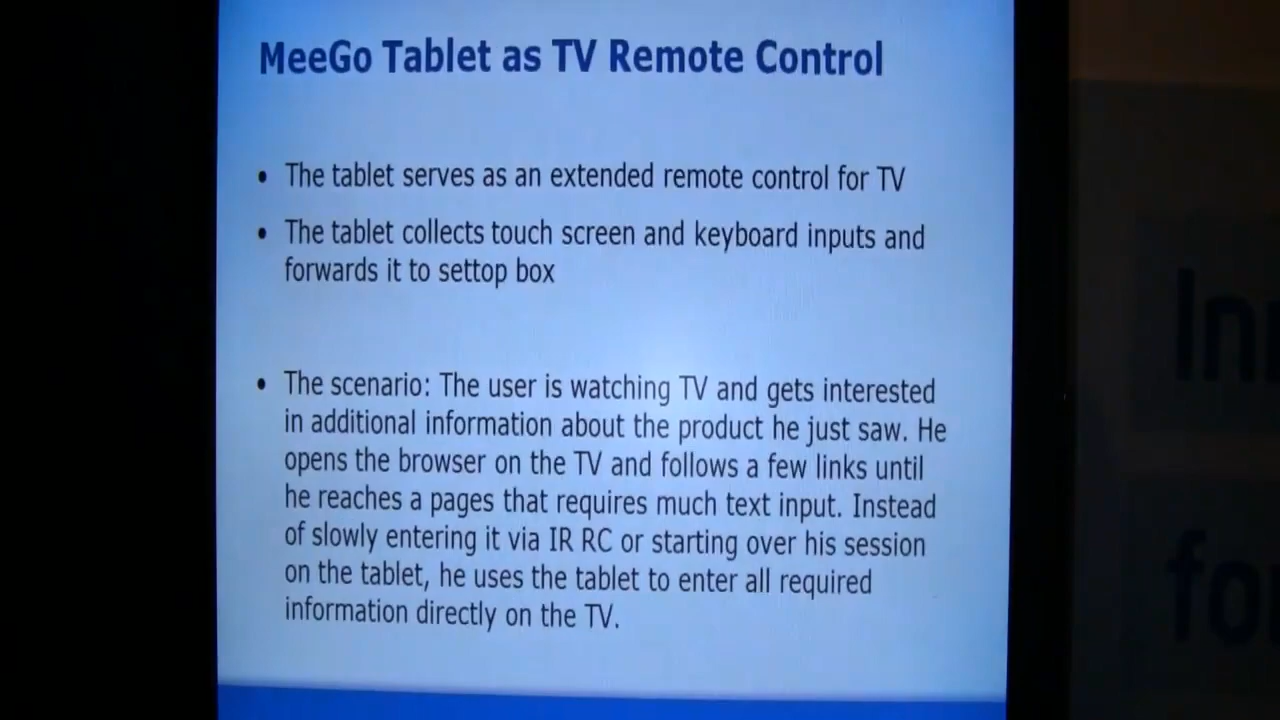 MeeGo Tablet as TV Remote Control
• The tablet serves as an extended remote control for TV
• The tablet collects touch screen and keyboard inputs and
forwards it to settop box
• The scenario: The user is watching TV and gets interested
in additional information about the product he just saw. He
opens the browser on the TV and follows a few links until
he reaches a pages that requires much text input. Instead
of slowly entering it via IR RC or starting over his session
on the tablet, he uses the tablet to enter all required
information directly on the TV.